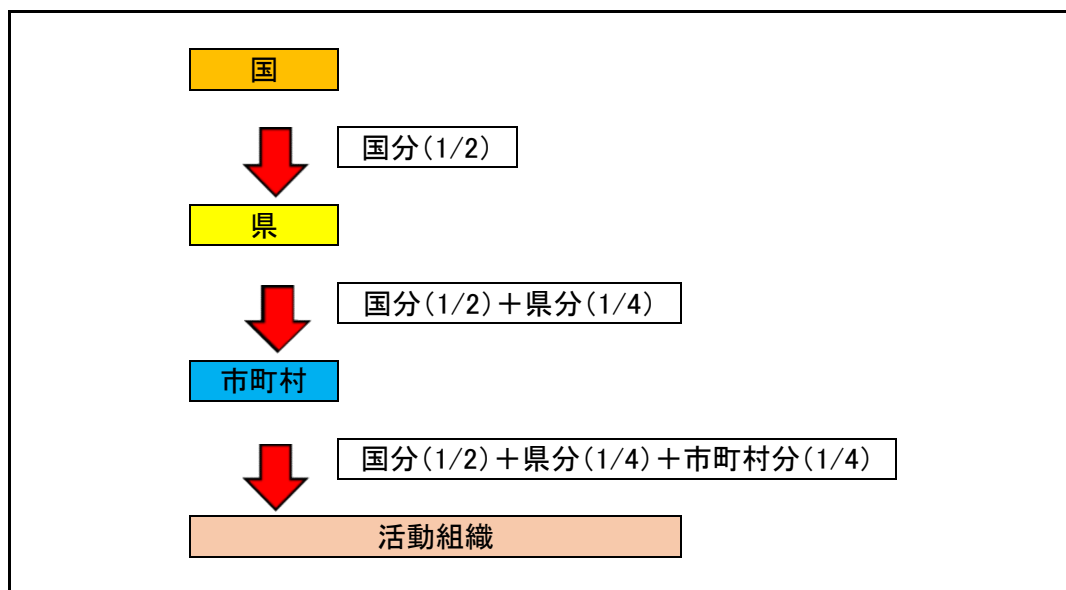 国
国分(1/2)
県
国分(1/2)+県分(1/4)
市町村
国分(1/2)+県分(1/4)+市町村分(1/4)
活動組織